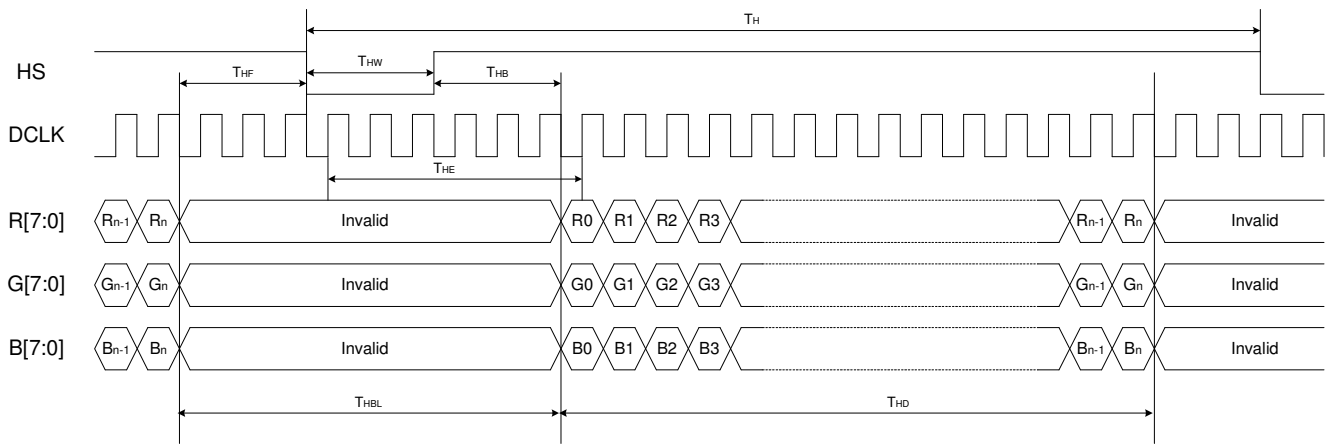 TH
HS
THF
THW
THB
DCLK
THE
R[7:0]
Rn-1
Rn
Invalid
R0
R1
R2
R3
Rn-1
Rn
Invalid
G[7:0]
Gn-1
Gn
Invalid
G0
G1
G2
G3
Gn-1
Gn
Invalid
B[7:0]
Bn-1
Bn
Invalid
B0
B1
B2
B3
Bn-1
Bn
Invalid
THBL
THD